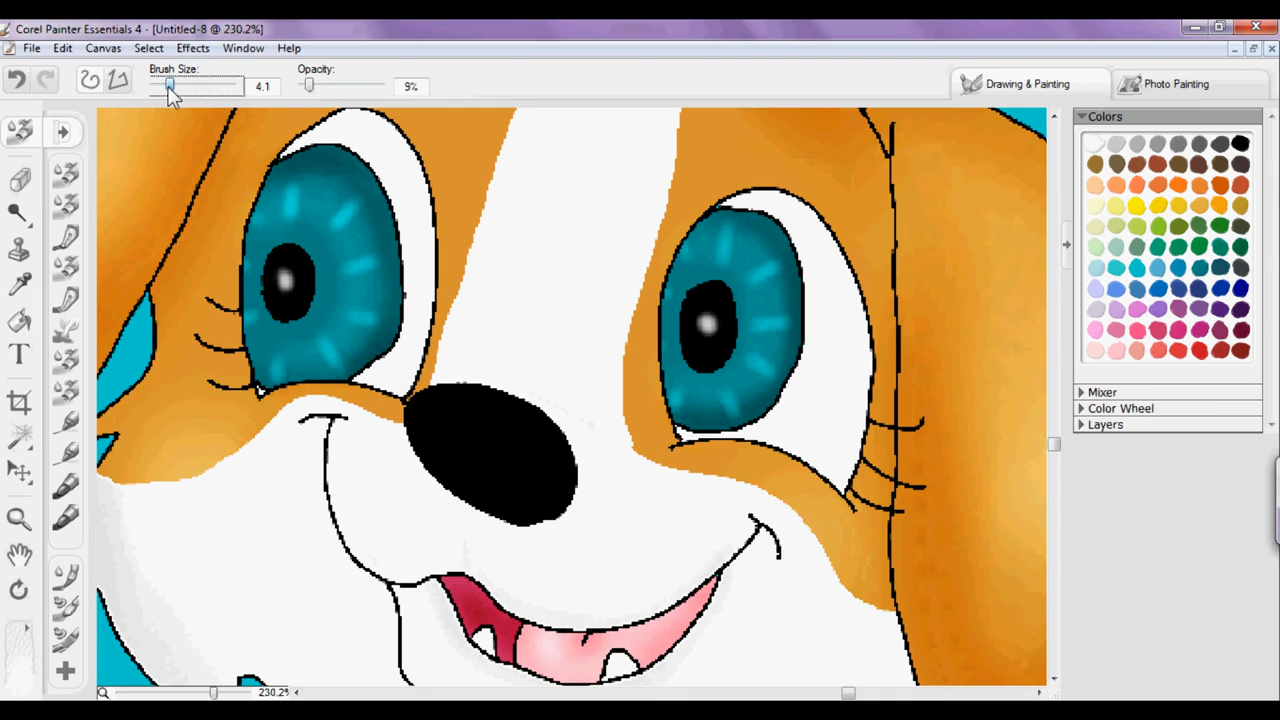 Corel Painter Essentials 4 - [Untitled-8 @ 230.2%]
File Edit Canvas Select Effects Window Help
Brush Size: 4.1 Opacity: 9% Drawing & Painting Photo Painting
Colors
Mixer
Color Wheel
Layers
T
230.2%